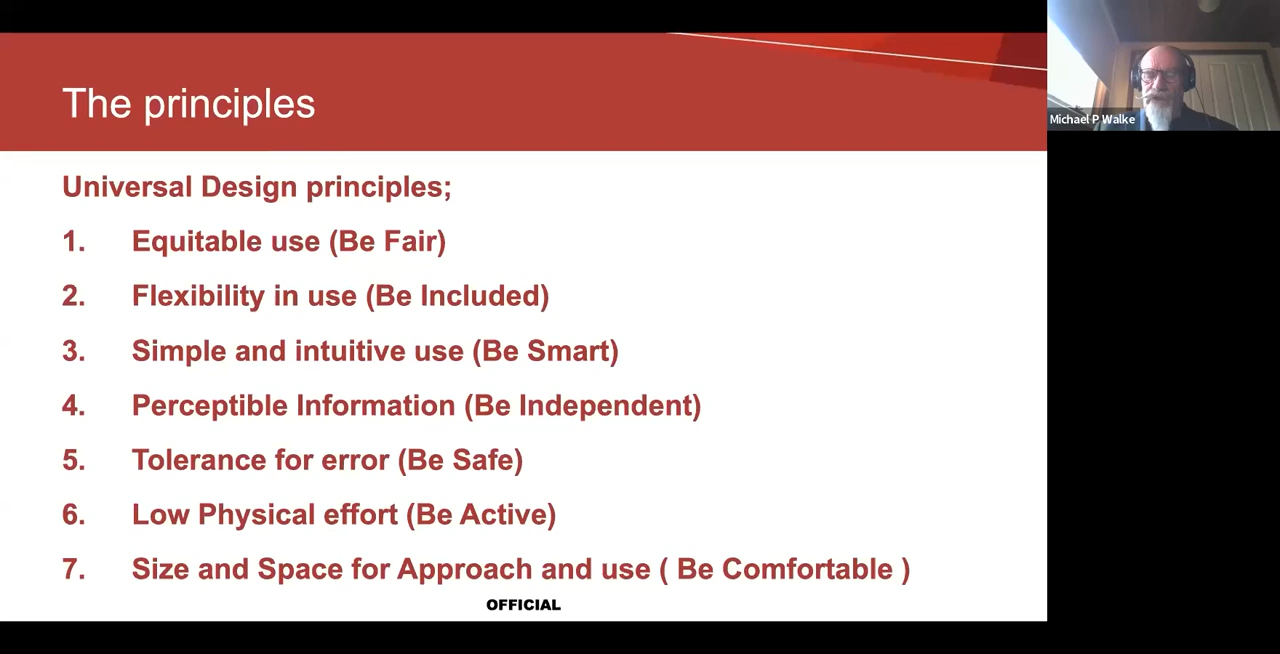 The principles
Michael P Walke
Universal Design principles;
1. Equitable use (Be Fair)
2. Flexibility in use (Be Included)
3. Simple and intuitive use (Be Smart)
4. Perceptible Information (Be Independent)
5. Tolerance for error (Be Safe)
6. Low Physical effort (Be Active)
7. Size and Space for Approach and use ( Be Comfortable )
OFFICIAL